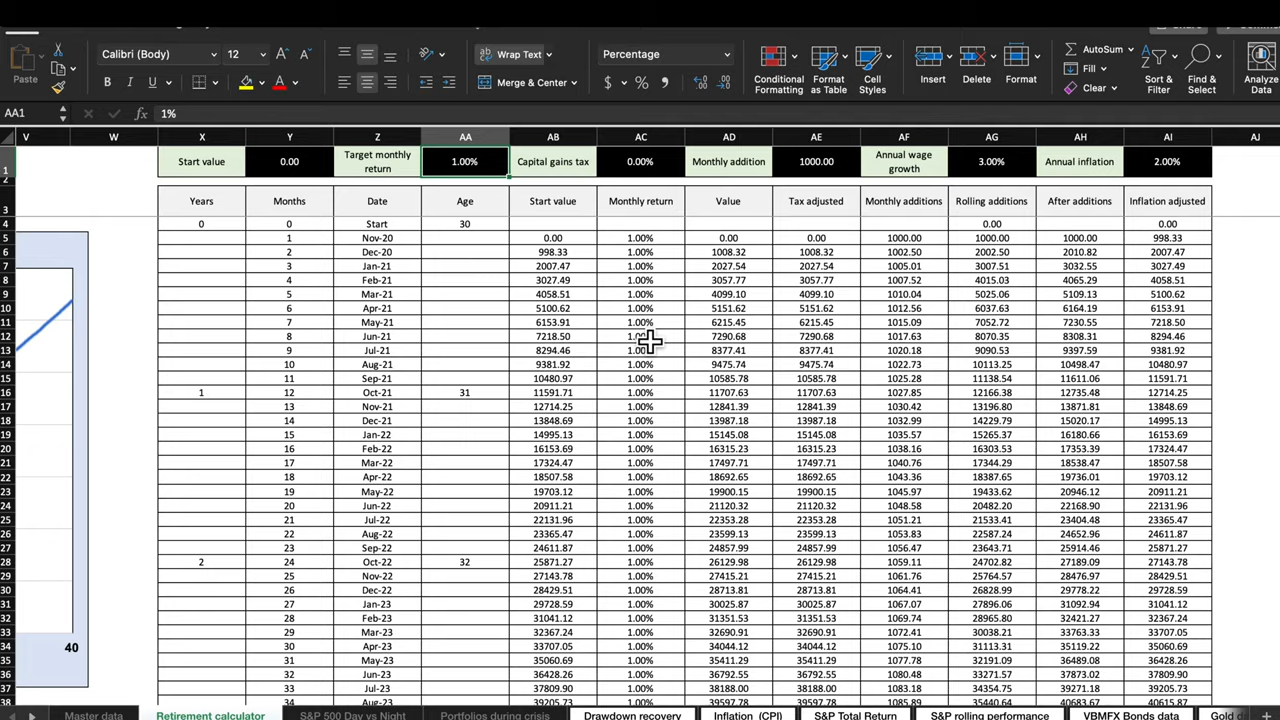 Calibri (Body) 12 Wrap Text Percentage AutoSum
Paste B I U Merge & Center $ % Conditional Formatting Format as Table Cell Styles Insert Delete Format Fill Clear Sort & Filter Find & Select Analyze Data
AA1 fx 1%
V W X Y Z AA AB AC AD AE AF AG AH AI AJ
1 Start value 0.00 Target monthly return 1.00% Capital gains tax 0.00% Monthly addition 1000.00 Annual wage growth 3.00% Annual inflation 2.00%
2
3 Years Months Date Age Start value Monthly return Value Tax adjusted Monthly additions Rolling additions After additions Inflation adjusted
4 0 0 Start 30 0.00 0.00
5 1 Nov-20 0.00 1.00% 0.00 0.00 1000.00 1000.00 1000.00 998.33
6 2 Dec-20 998.33 1.00% 1008.32 1008.32 1002.50 2002.50 2010.82 2007.47
7 3 Jan-21 2007.47 1.00% 2027.54 2027.54 1005.01 3007.51 3032.55 3027.49
8 4 Feb-21 3027.49 1.00% 3057.77 3057.77 1007.52 4015.03 4065.29 4058.51
9 5 Mar-21 4058.51 1.00% 4099.10 4099.10 1010.04 5025.06 5109.13 5100.62
10 6 Apr-21 5100.62 1.00% 5151.62 5151.62 1012.56 6037.63 6164.19 6153.91
11 7 May-21 6153.91 1.00% 6215.45 6215.45 1015.09 7052.72 7230.55 7218.50
12 8 Jun-21 7218.50 7290.68 7290.68 1017.63 8070.35 8308.31 8294.46
13 9 Jul-21 8294.46 8377.41 8377.41 1020.18 9090.53 9397.59 9381.92
14 10 Aug-21 9381.92 1.00% 9475.74 9475.74 1022.73 10113.25 10498.47 10480.97
15 11 Sep-21 10480.97 1.00% 10585.78 10585.78 1025.28 11138.54 11611.06 11591.71
16 1 12 Oct-21 31 11591.71 1.00% 11707.63 11707.63 1027.85 12166.38 12735.48 12714.25
17 13 Nov-21 12714.25 1.00% 12841.39 12841.39 1030.42 13196.80 13871.81 13848.69
18 14 Dec-21 13848.69 1.00% 13987.18 13987.18 1032.99 14229.79 15020.17 14995.13
19 15 Jan-22 14995.13 1.00% 15145.08 15145.08 1035.57 15265.37 16180.66 16153.69
20 16 Feb-22 16153.69 1.00% 16315.23 16315.23 1038.16 16303.53 17353.39 17324.47
21 17 Mar-22 17324.47 1.00% 17497.71 17497.71 1040.76 17344.29 18538.47 18507.58
22 18 Apr-22 18507.58 1.00% 18692.65 18692.65 1043.36 18387.65 19736.01 19703.12
23 19 May-22 19703.12 1.00% 19900.15 19900.15 1045.97 19433.62 20946.12 20911.21
24 20 Jun-22 20911.21 1.00% 21120.32 21120.32 1048.58 20482.20 22168.90 22131.96
25 21 Jul-22 22131.96 1.00% 22353.28 22353.28 1051.21 21533.41 23404.48 23365.47
26 22 Aug-22 23365.47 1.00% 23599.13 23599.13 1053.83 22587.24 24652.96 24611.87
27 23 Sep-22 24611.87 1.00% 24857.99 24857.99 1056.47 23643.71 25914.46 25871.27
28 2 24 Oct-22 32 25871.27 1.00% 26129.98 26129.98 1059.11 24702.82 27189.09 27143.78
29 25 Nov-22 27143.78 1.00% 27415.21 27415.21 1061.76 25764.57 28476.97 28429.51
30 26 Dec-22 28429.51 1.00% 28713.81 28713.81 1064.41 26828.99 29778.22 29728.59
31 27 Jan-23 29728.59 1.00% 30025.87 30025.87 1067.07 27896.06 31092.94 31041.12
32 28 Feb-23 31041.12 1.00% 31351.53 31351.53 1069.74 28965.80 32421.27 32367.24
33 29 Mar-23 32367.24 1.00% 32690.91 32690.91 1072.41 30038.21 33763.33 33707.05
34 40 30 Apr-23 33707.05 1.00% 34044.12 34044.12 1075.10 31113.31 35119.22 35060.69
35 31 May-23 35060.69 1.00% 35411.29 35411.29 1077.78 32191.09 36489.08 36428.26
36 32 Jun-23 36428.26 1.00% 36792.55 36792.55 1080.48 33271.57 37873.02 37809.90
37 33 Jul-23 37809.90 1.00% 38188.00 38188.00 1083.18 34354.75 39271.18 39205.73
Master data Retirement calculator S&P 500 Day vs Night Portfolios during crisis Drawdown recovery Inflation (CPI) S&P Total Return S&P rolling performance VBMFX Bonds data Gold